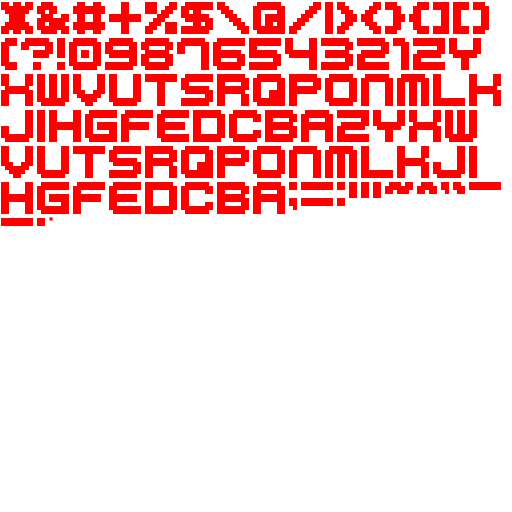 *&#+%$\@/|><}{][)
(?!0987654321ZY
XWVUTSRQPONMLK
JIHGFEDCBAZYXW
VUTSRQPONMLKJI
HGFEDCBA;=:'"~^``-
_.